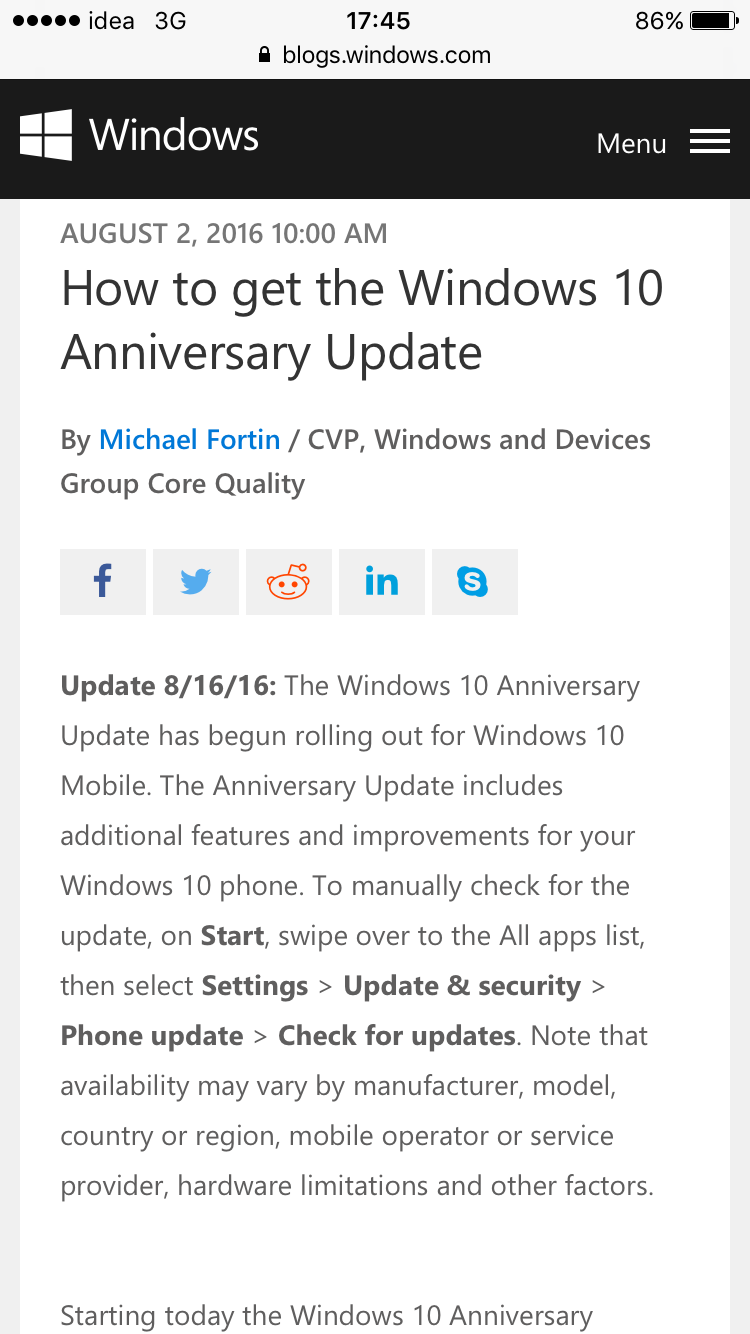 idea 3G 17:45 86%
blogs.windows.com
Windows Menu
AUGUST 2, 2016 10:00 AM
How to get the Windows 10
Anniversary Update
By Michael Fortin / CVP, Windows and Devices
Group Core Quality
f in S
Update 8/16/16: The Windows 10 Anniversary
Update has begun rolling out for Windows 10
Mobile. The Anniversary Update includes
additional features and improvements for your
Windows 10 phone. To manually check for the
update, on Start, swipe over to the All apps list,
then select Settings > Update & security >
Phone update > Check for updates. Note that
availability may vary by manufacturer, model,
country or region, mobile operator or service
provider, hardware limitations and other factors.
Starting today the Windows 10 Anniversary